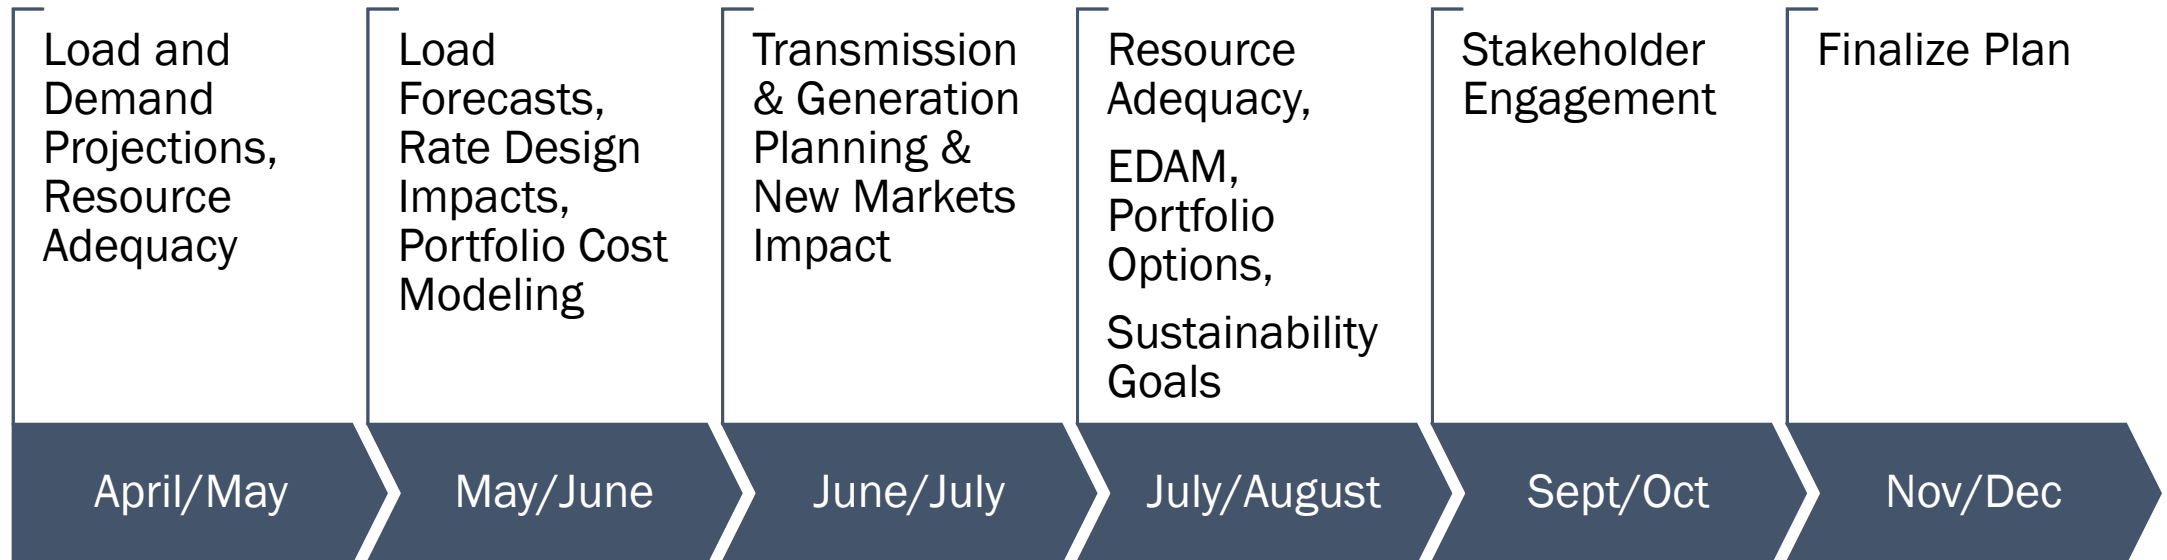 Load and
Demand
Projections,
Resource
Adequacy
Load
Forecasts,
Rate Design
Impacts,
Portfolio Cost
Modeling
Transmission
& Generation
Planning &
New Markets
Impact
Resource
Adequacy,
EDAM,
Portfolio
Options,
Sustainability
Goals
Stakeholder
Engagement
Finalize Plan
April/May
May/June
June/July
July/August
Sept/Oct
Nov/Dec